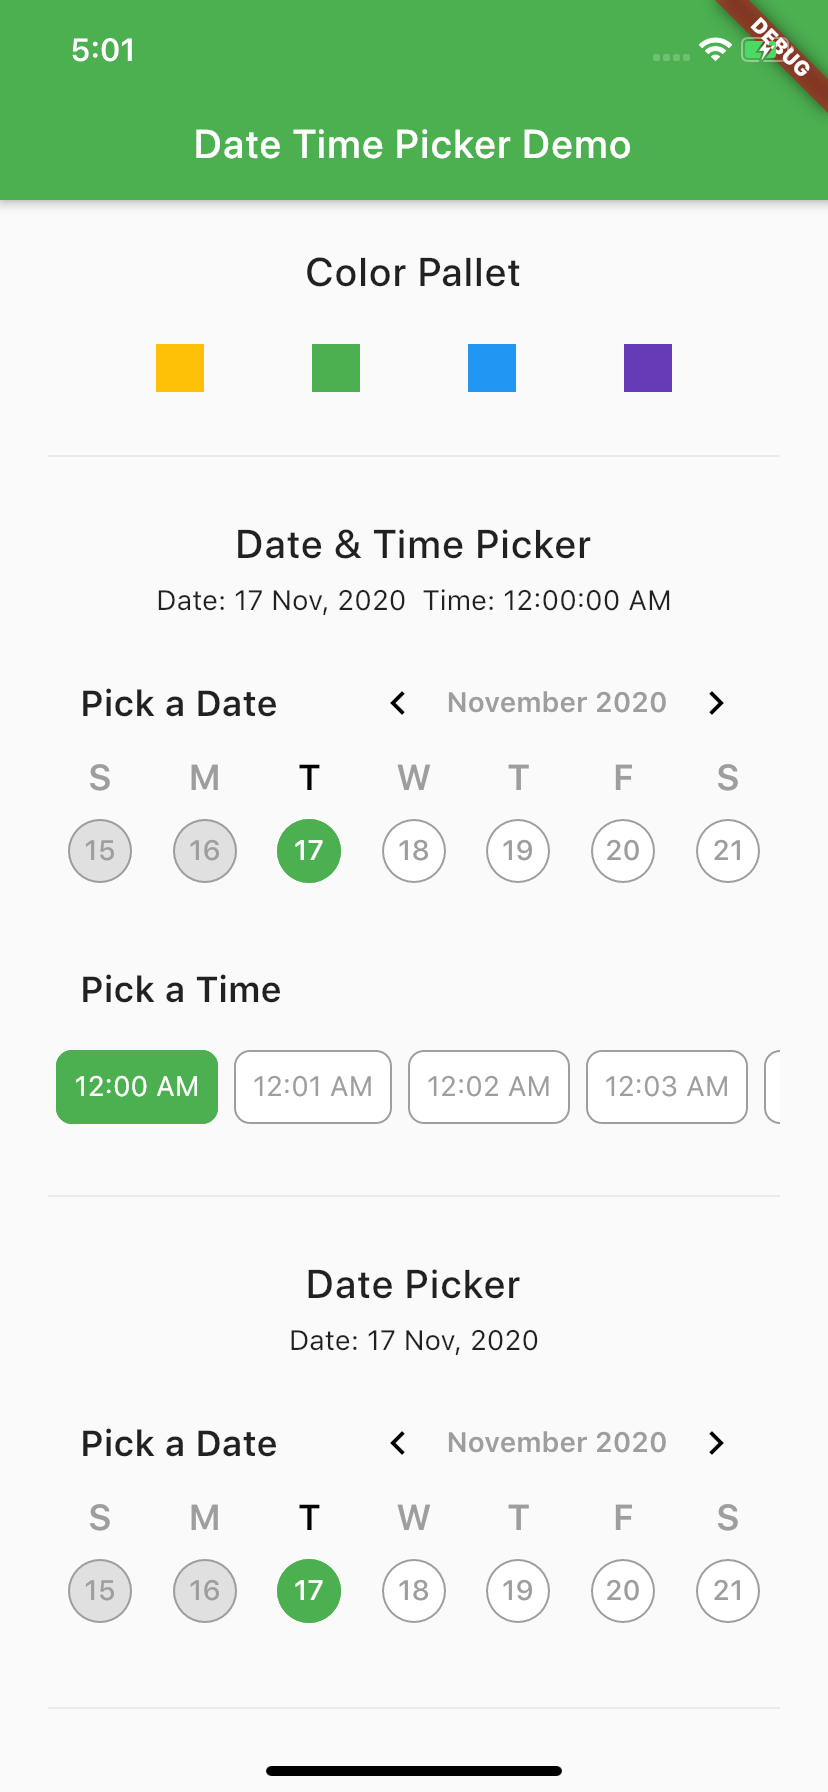 5:01
DEBUG
Date Time Picker Demo
Color Pallet
Date & Time Picker
Date: 17 Nov, 2020 Time: 12:00:00 AM
Pick a Date November 2020
S M T W T F S
15 16 17 18 19 20 21
Pick a Time
12:00 AM 12:01 AM 12:02 AM 12:03 AM
Date Picker
Date: 17 Nov, 2020
Pick a Date November 2020
S M T W T F S
15 16 17 18 19 20 21